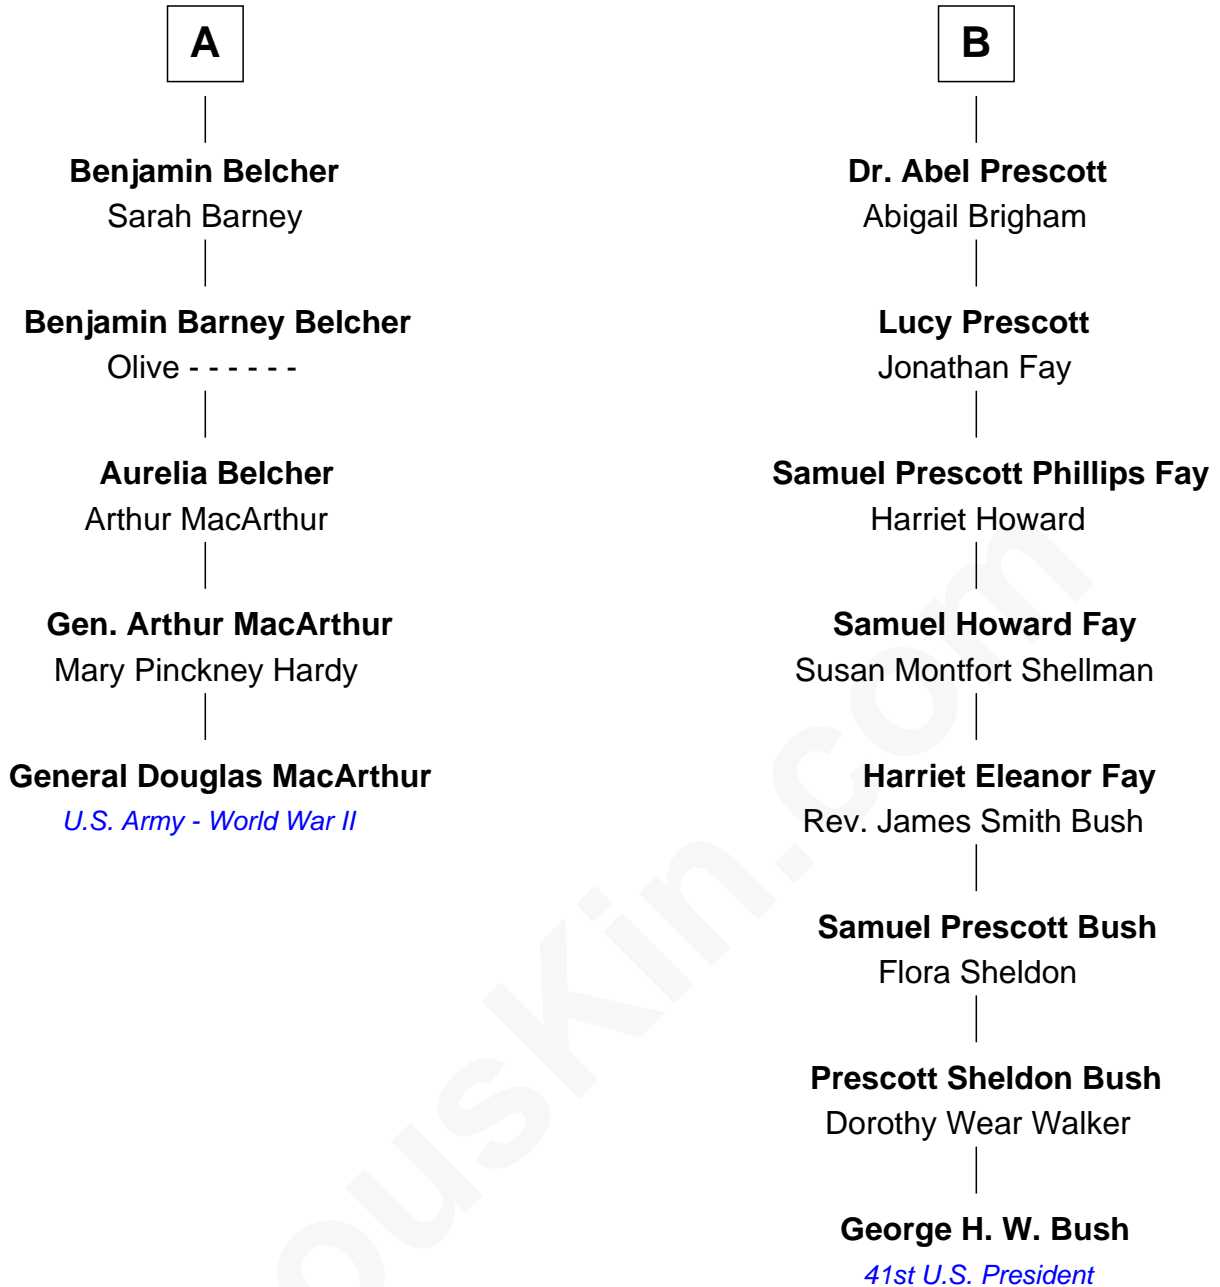 A
Benjamin Belcher
Sarah Barney
Benjamin Barney Belcher
Olive - - - - - -
Aurelia Belcher
Arthur MacArthur
Gen. Arthur MacArthur
Mary Pinckney Hardy
General Douglas MacArthur
U.S. Army - World War II
B
Dr. Abel Prescott
Abigail Brigham
Lucy Prescott
Jonathan Fay
Samuel Prescott Phillips Fay
Harriet Howard
Samuel Howard Fay
Susan Montfort Shellman
Harriet Eleanor Fay
Rev. James Smith Bush
Samuel Prescott Bush
Flora Sheldon
Prescott Sheldon Bush
Dorothy Wear Walker
George H. W. Bush
41st U.S. President
ousKin.com